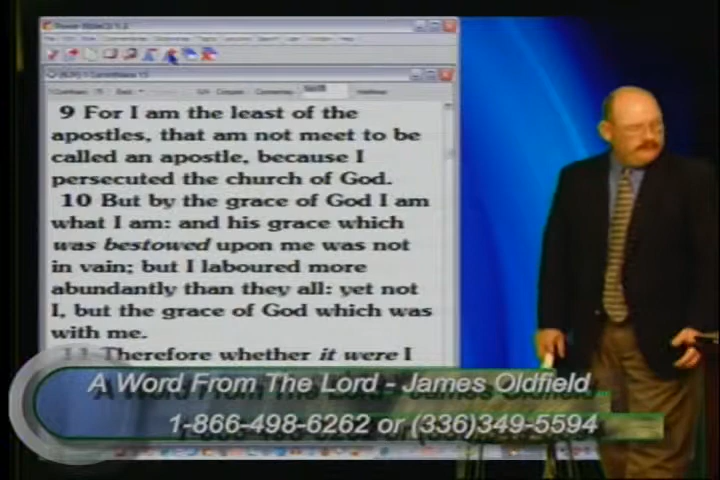 9 For I am the least of the
apostles, that am not meet to be
called an apostle, because I
persecuted the church of God.
10 But by the grace of God I am
what I am: and his grace which
was bestowed upon me was not
in vain; but I laboured more
abundantly than they all: yet not
I, but the grace of God which was
with me.
11 Therefore whether it were I
A Word From The Lord - James Oldfield
1-866-498-6262 or (336)349-5594